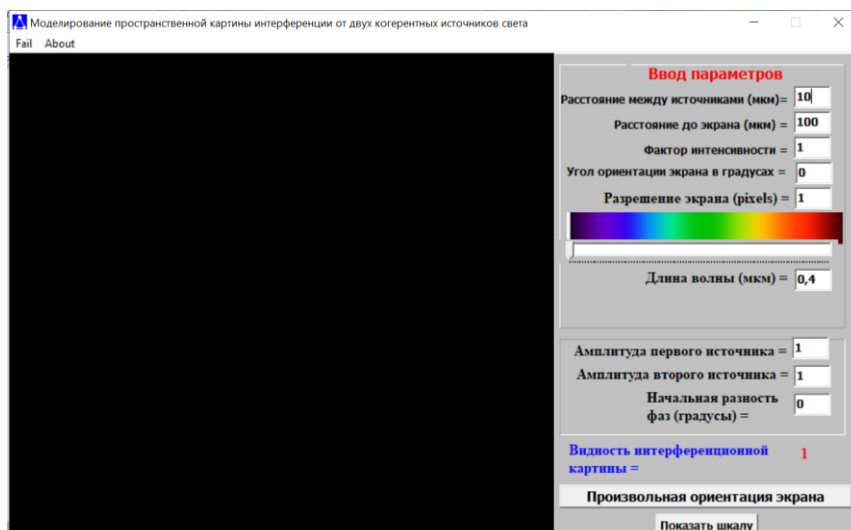 Моделирование пространственной картины интерференции от двух когерентных источников света
Fail About
Ввод параметров
Расстояние между источниками (мкм)= 10
Расстояние до экрана (мкм) = 100
Фактор интенсивности = 1
Угол ориентации экрана в градусах = 0
Разрешение экрана (pixels) = 1
Длина волны (мкм) = 0,4
Амплитуда первого источника = 1
Амплитуда второго источника = 1
Начальная разность
фаз (градусы) = 0
Видность интерференционной
картины = 1
Произвольная ориентация экрана
Показать шкалу